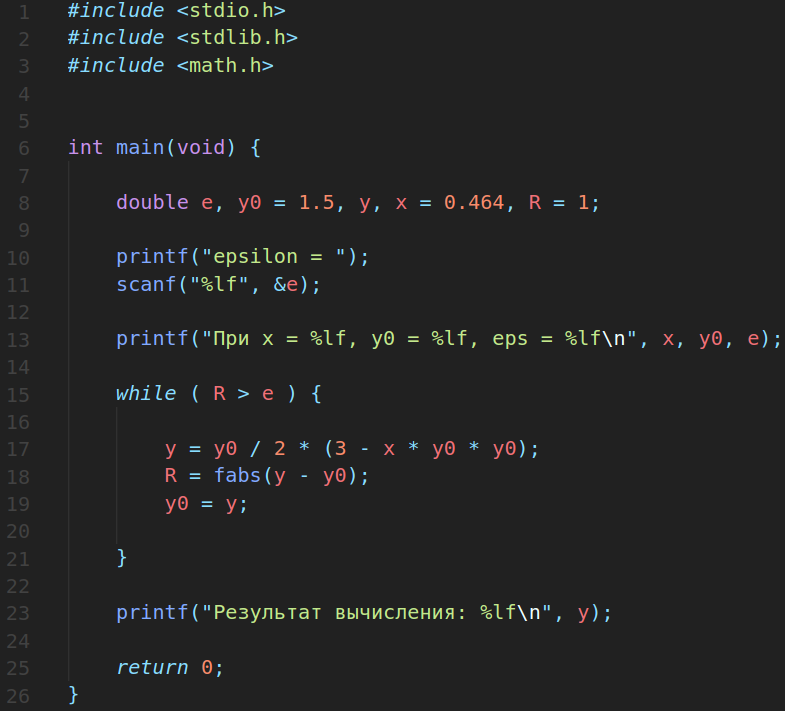 1 #include <stdio.h>
2 #include <stdlib.h>
3 #include <math.h>
4
5
6 int main(void) {
7
8 double e, y0 = 1.5, y, x = 0.464, R = 1;
9
10 printf("epsilon = ");
11 scanf("%lf", &e);
12
13 printf("При x = %lf, y0 = %lf, eps = %lf\n", x, y0, e);
14
15 while ( R > e ) {
16
17 y = y0 / 2 * (3 - x * y0 * y0);
18 R = fabs(y - y0);
19 y0 = y;
20
21 }
22
23 printf("Результат вычисления: %lf\n", y);
24
25 return 0;
26 }